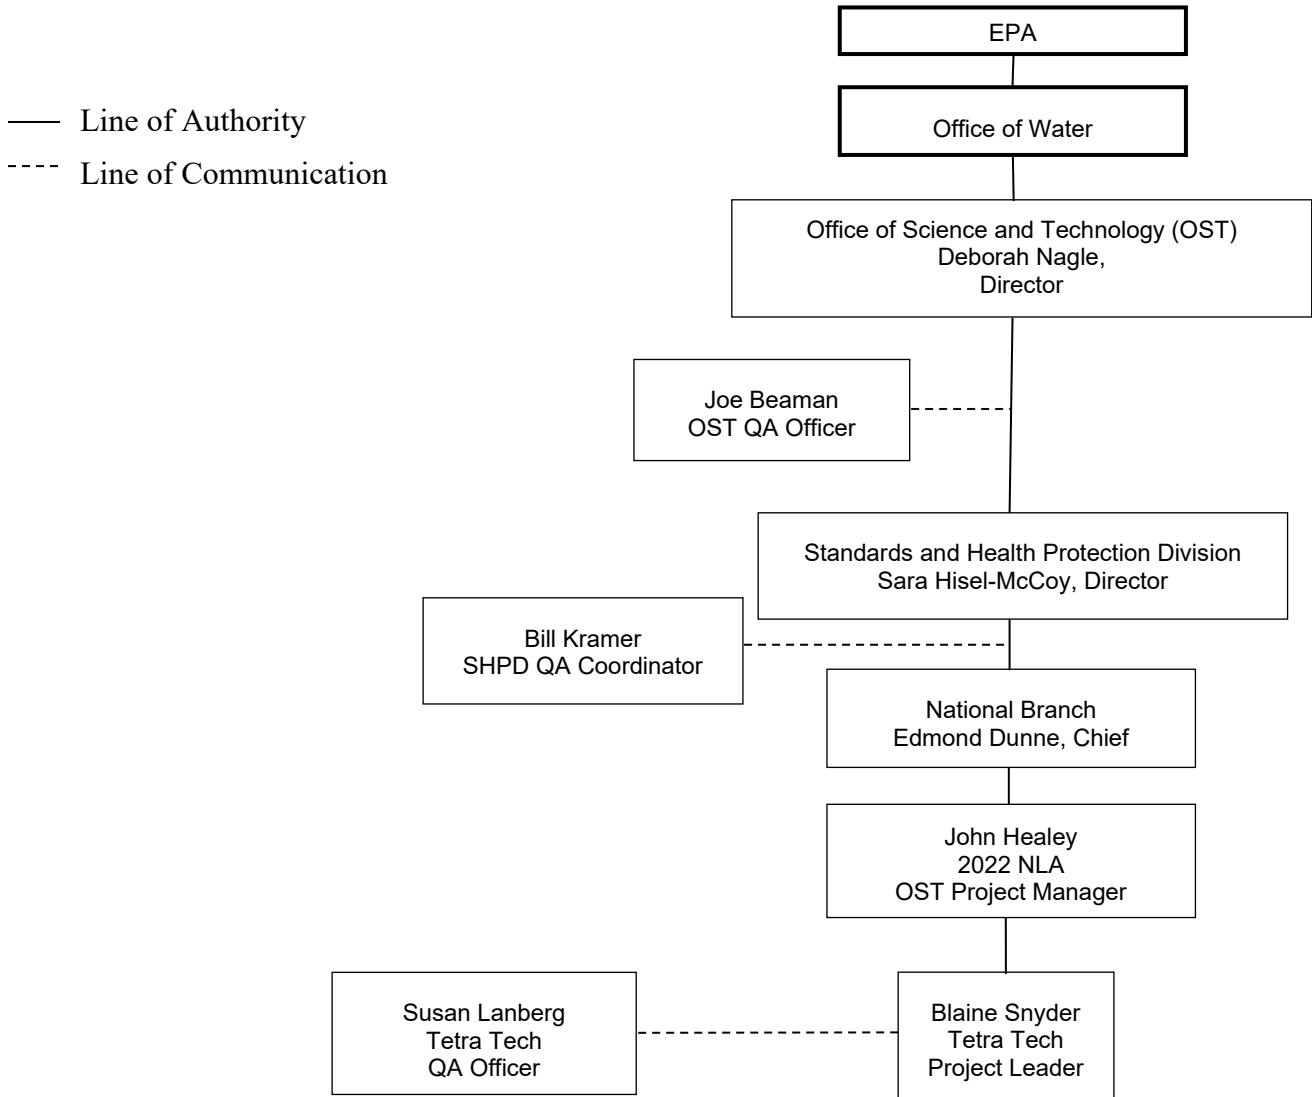 EPA
Line of Authority
Office of Water
Line of Communication
Office of Science and Technology (OST)
Deborah Nagle,
Director
Joe Beaman
OST QA Officer
Standards and Health Protection Division
Sara Hisel-McCoy, Director
Bill Kramer
SHPD QA Coordinator
National Branch
Edmond Dunne, Chief
John Healey
2022 NLA
OST Project Manager
Susan Lanberg
Tetra Tech
QA Officer
Blaine Snyder
Tetra Tech
Project Leader